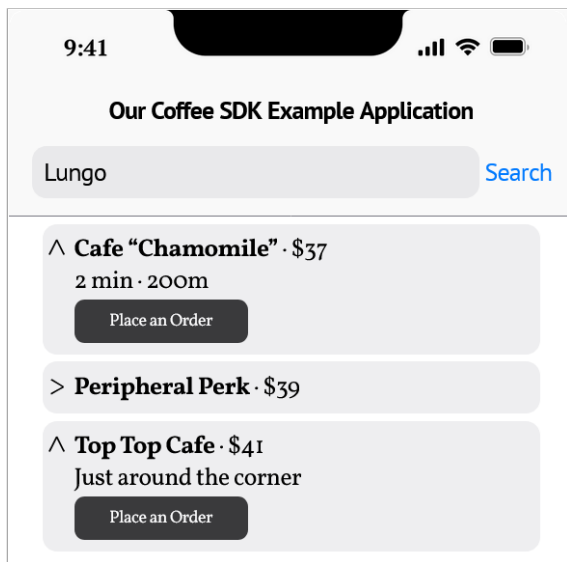 9:41
Our Coffee SDK Example Application
Lungo Search
^ Cafe “Chamomile” · $37
2 min · 200m
Place an Order
> Peripheral Perk · $39
^ Top Top Cafe · $41
Just around the corner
Place an Order